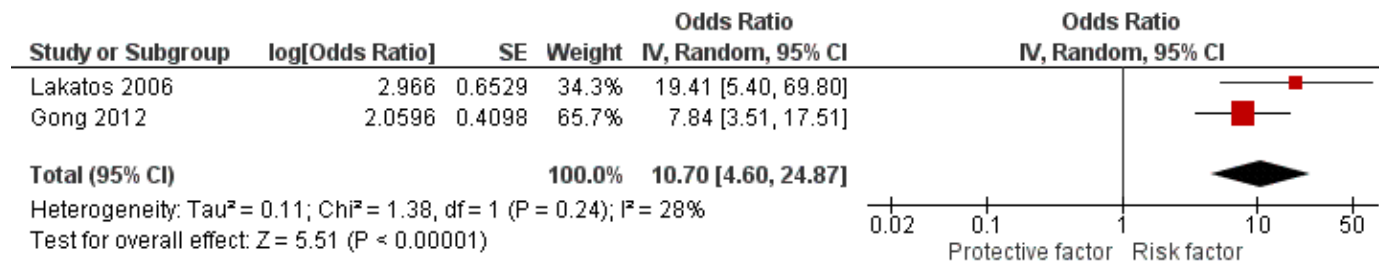 Odds Ratio Odds Ratio
Study or Subgroup log[Odds Ratio] SE Weight IV, Random, 95% CI IV, Random, 95% CI
Lakatos 2006 2.966 0.6529 34.3% 19.41 [5.40, 69.80]
Gong 2012 2.0596 0.4098 65.7% 7.84 [3.51, 17.51]
Total (95% CI) 100.0% 10.70 [4.60, 24.87]
Heterogeneity: Tau² = 0.11; Chi² = 1.38, df = 1 (P = 0.24); I² = 28%
Test for overall effect: Z = 5.51 (P < 0.00001)
0.02 0.1 1 10 50
Protective factor Risk factor